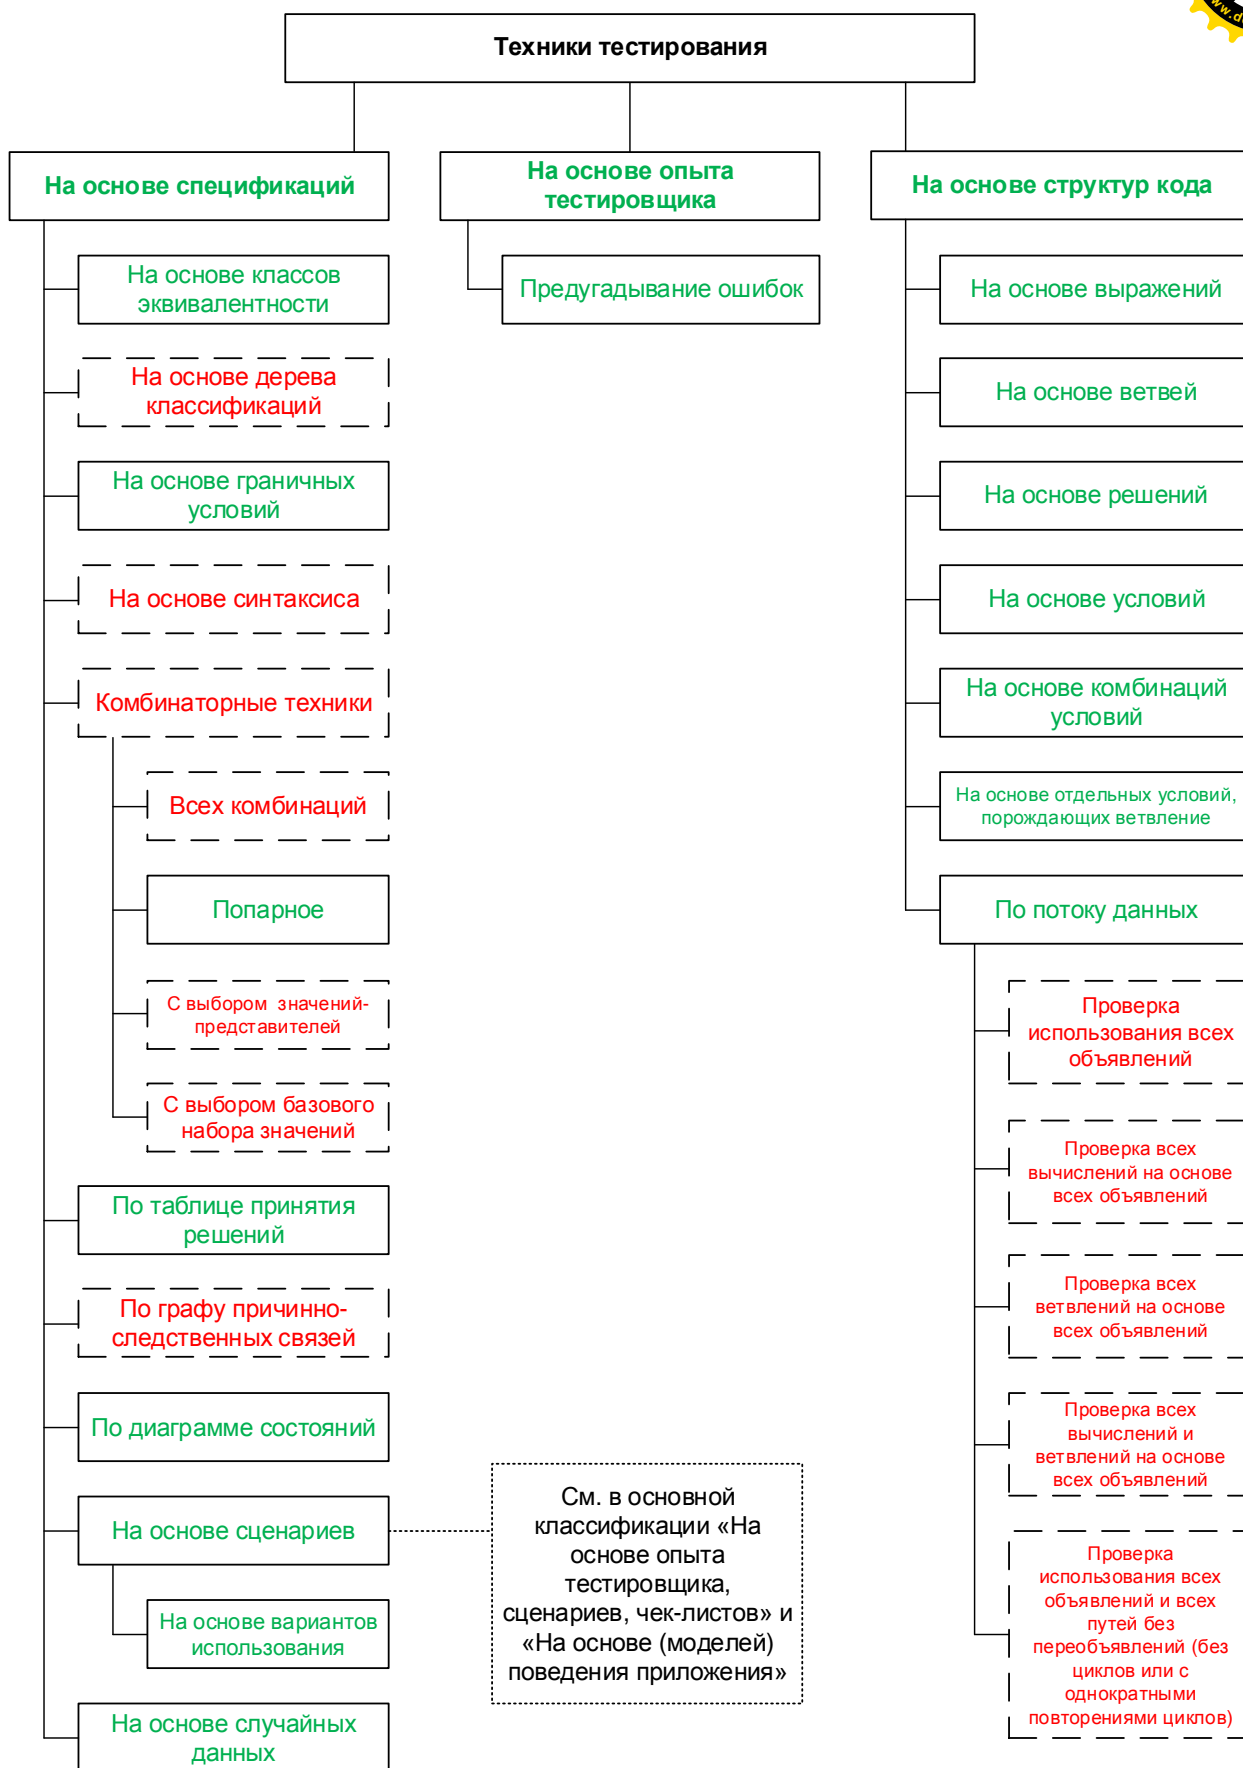 Техники тестирования
На основе спецификаций
На основе классов
эквивалентности
На основе дерева
классификаций
На основе граничных
условий
На основе синтаксиса
Комбинаторные техники
Всех комбинаций
Попарное
С выбором значений-
представителей
С выбором базового
набора значений
По таблице принятия
решений
По графу причинно-
следственных связей
По диаграмме состояний
На основе сценариев
На основе вариантов
использования
На основе случайных
данных
См. в основной
классификации «На
основе опыта
тестировщика,
сценариев, чек-листов» и
«На основе (моделей)
поведения приложения»
На основе опыта
тестировщика
Предугадывание ошибок
На основе структур кода
На основе выражений
На основе ветвей
На основе решений
На основе условий
На основе комбинаций
условий
На основе отдельных условий,
порождающих ветвление
По потоку данных
Проверка
использования всех
объявлений
Проверка всех
вычислений на основе
всех объявлений
Проверка всех
ветвлений на основе
всех объявлений
Проверка всех
вычислений и
ветвлений на основе
всех объявлений
Проверка
использования всех
объявлений и всех
путей без
переобъявлений (без
циклов или с
однократными
повторениями циклов)